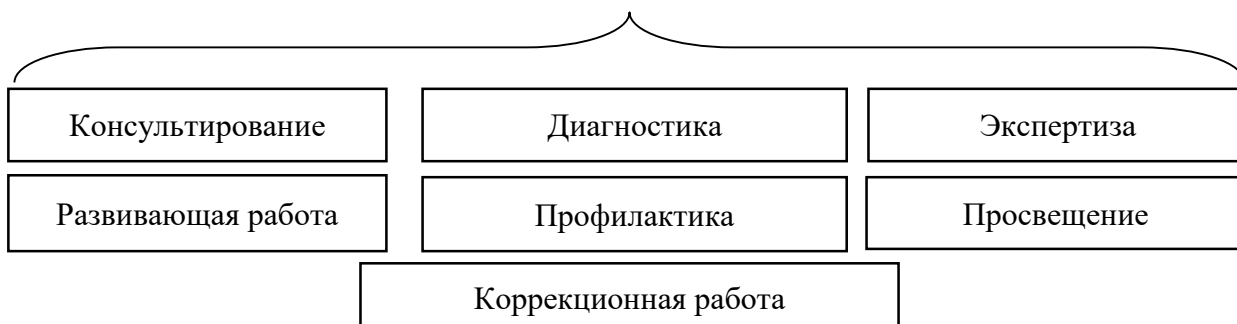 Консультирование
Диагностика
Экспертиза
Развивающая работа
Профилактика
Просвещение
Коррекционная работа